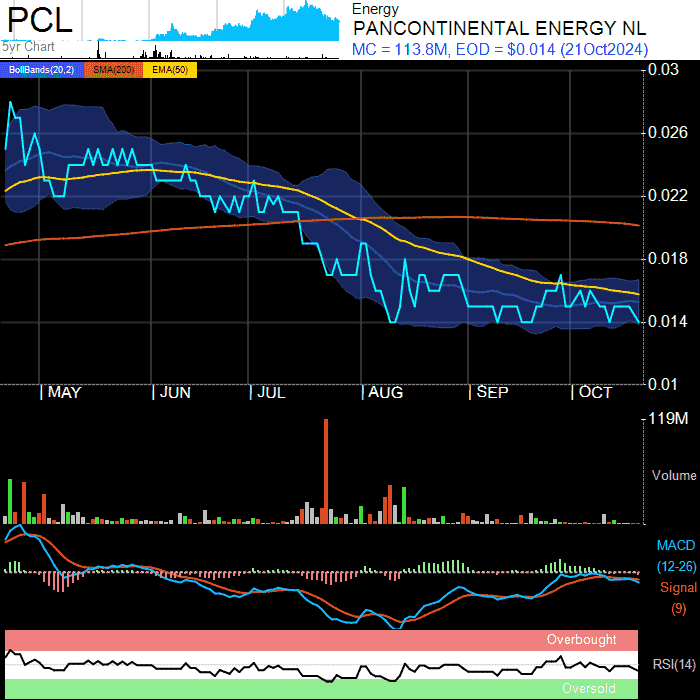 PCL
5yr Chart
Energy
PANCONTINENTAL ENERGY NL
MC = 113.8M, EOD = $0.014 (21Oct2024)
BollBands(20,2) SMA(200) EMA(50)
0.03
0.026
0.022
0.018
0.014
0.01
MAY JUN JUL AUG SEP OCT
119M
Volume
MACD
(12-26)
Signal
(9)
Overbought
RSI(14)
Oversold